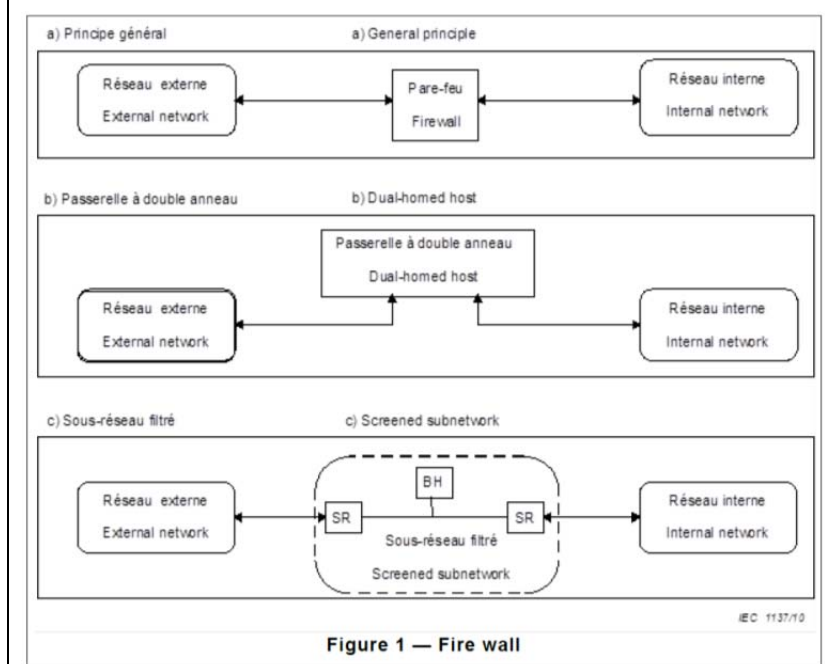 a) Principe général a) General principle
Réseau externe
External network
Pare-feu
Firewall
Réseau interne
Internal network
b) Passerelle à double anneau b) Dual-homed host
Passerelle à double anneau
Dual-homed host
Réseau externe
External network
Réseau interne
Internal network
c) Sous-réseau filtré c) Screened subnetwork
Réseau externe
External network
BH
SR
SR
Sous-réseau filtré
Screened subnetwork
Réseau interne
Internal network
IEC 1137/10
Figure 1 — Fire wall